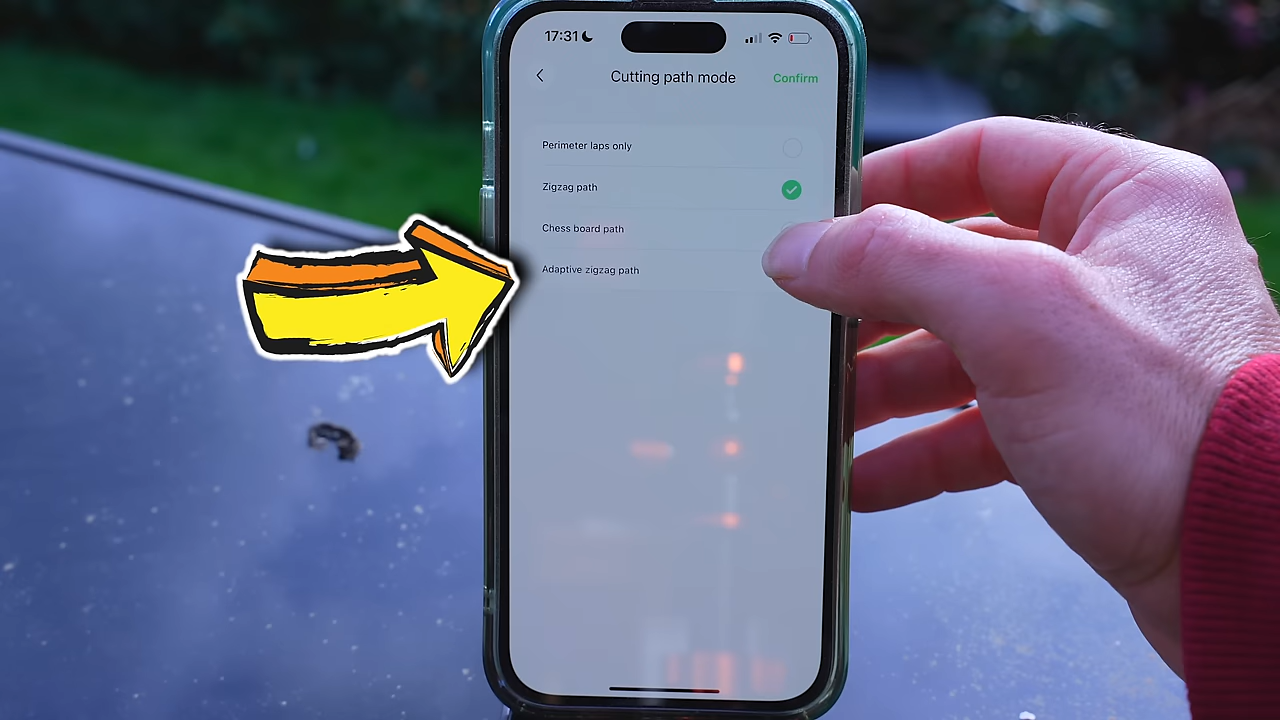 17:31
Cutting path mode
Confirm
Perimeter laps only
Zigzag path
Chess board path
Adaptive zigzag path